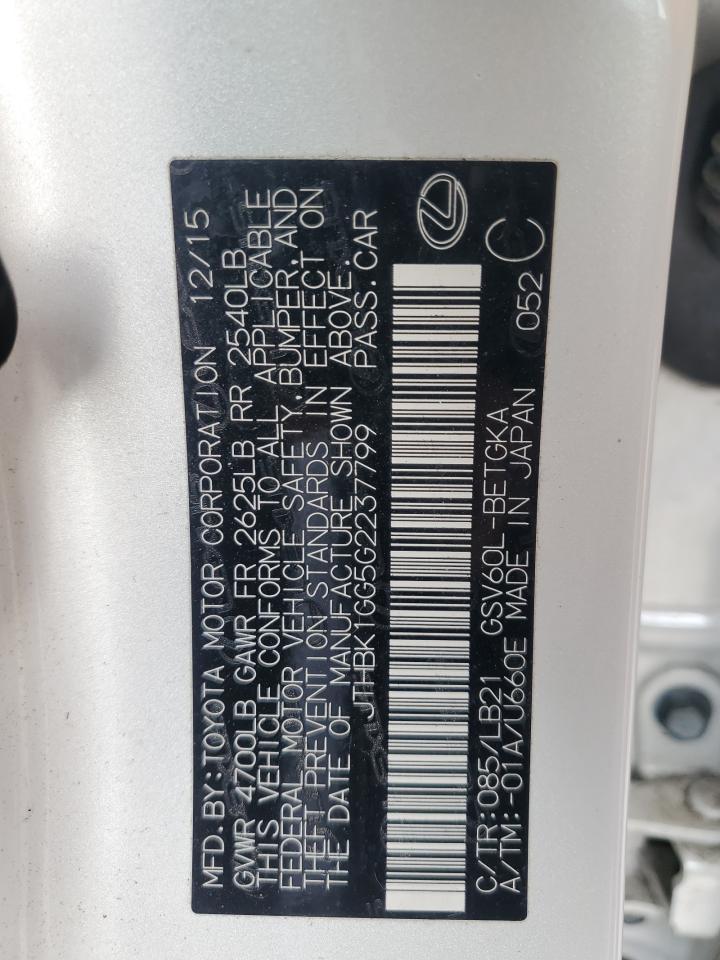 MFD. BY: TOYOTA MOTOR CORPORATION 12/15
GVWR 4700LB GAWR FR 2625LB RR 2540LB
THIS VEHICLE CONFORMS TO ALL APPLICABLE
FEDERAL MOTOR VEHICLE SAFETY, BUMPER, AND
THEFT PREVENTION STANDARDS IN EFFECT ON
THE DATE OF MANUFACTURE SHOWN ABOVE.
JTHBK1GG5G2237799 PASS. CAR
C/TR: 085/LB21 GSV60L-BETGKA
A/TM: -01A/U660E MADE IN JAPAN 052 C